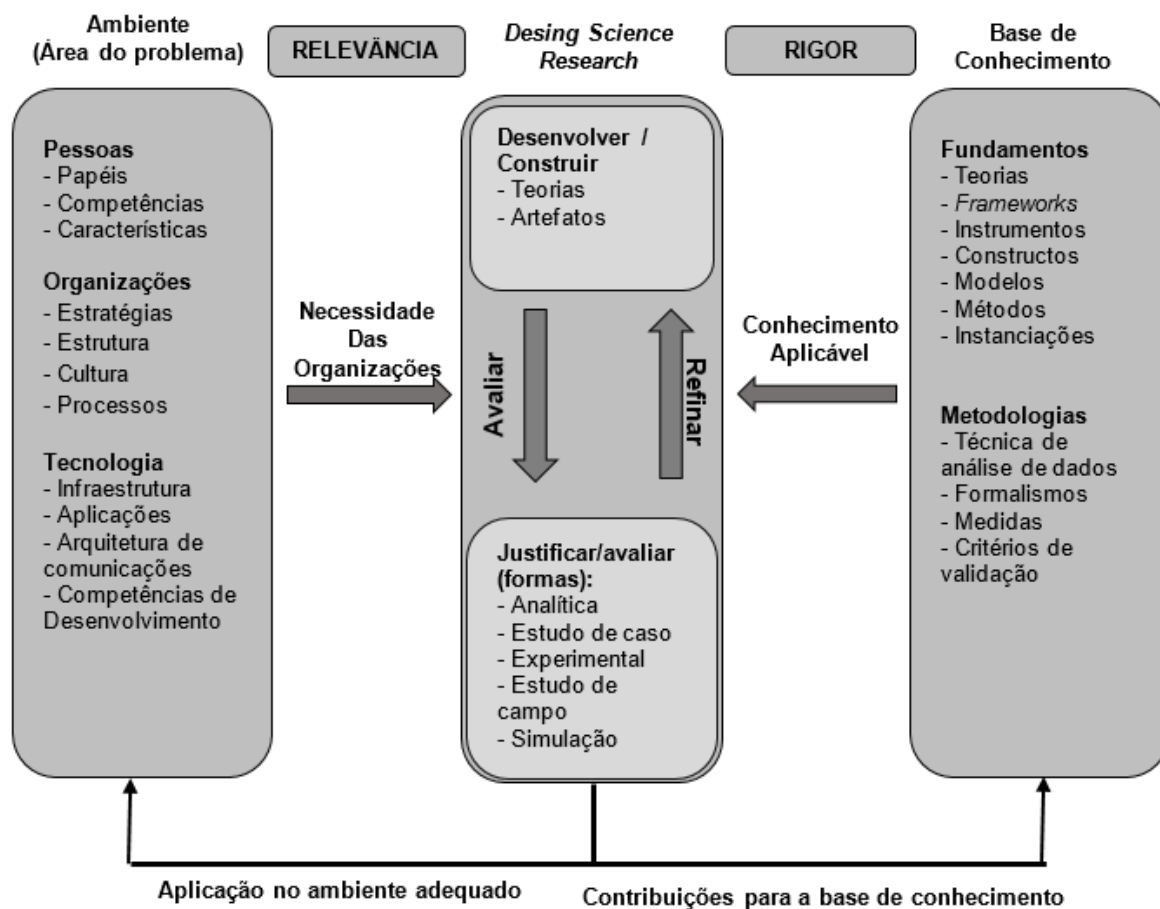 Ambiente
(Área do problema)
RELEVÂNCIA
Desing Science
Research
RIGOR
Base de
Conhecimento
Pessoas
- Papéis
- Competências
- Características
Organizações
- Estratégias
- Estrutura
- Cultura
- Processos
Tecnologia
- Infraestrutura
- Aplicações
- Arquitetura de
comunicações
- Competências de
Desenvolvimento
Necessidade
Das
Organizações
Desenvolver /
Construir
- Teorias
- Artefatos
Avaliar
Refinar
Justificar/avaliar
(formas):
- Analítica
- Estudo de caso
- Experimental
- Estudo de
campo
- Simulação
Conhecimento
Aplicável
Fundamentos
- Teorias
- Frameworks
- Instrumentos
- Constructos
- Modelos
- Métodos
- Instanciações
Metodologias
- Técnica de
análise de dados
- Formalismos
- Medidas
- Critérios de
validação
Aplicação no ambiente adequado
Contribuições para a base de conhecimento